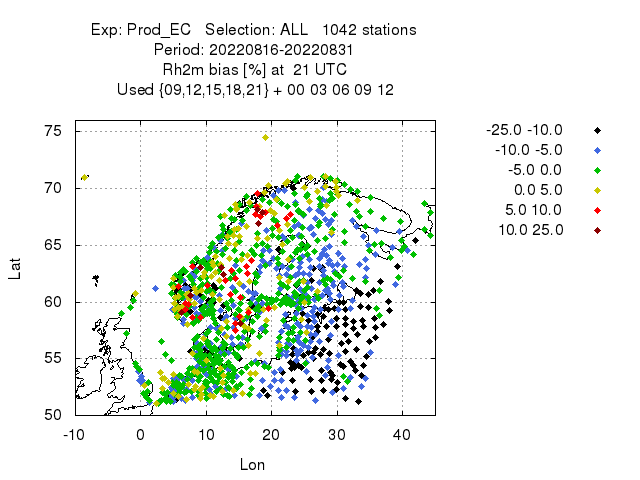 Exp: Prod_EC   Selection: ALL   1042 stations
Period: 20220816-20220831
Rh2m bias [%] at  21 UTC
Used {09,12,15,18,21} + 00 03 06 09 12
-25.0 -10.0
-10.0 -5.0
-5.0 0.0
0.0 5.0
5.0 10.0
10.0 25.0
Lat
75
70
65
60
55
50
-10 0 10 20 30 40
Lon